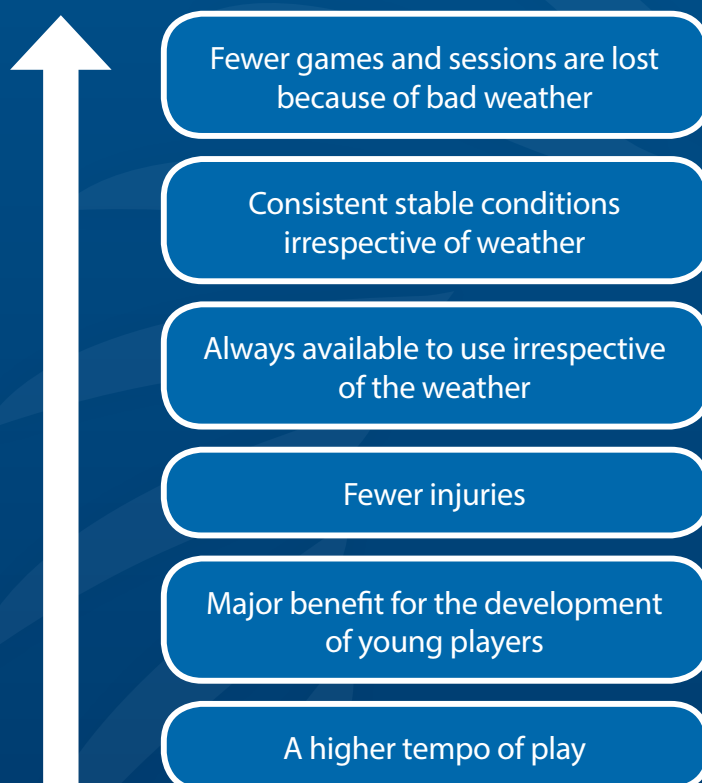 Fewer games and sessions are lost
because of bad weather
Consistent stable conditions
irrespective of weather
Always available to use irrespective
of the weather
Fewer injuries
Major benefit for the development
of young players
A higher tempo of play